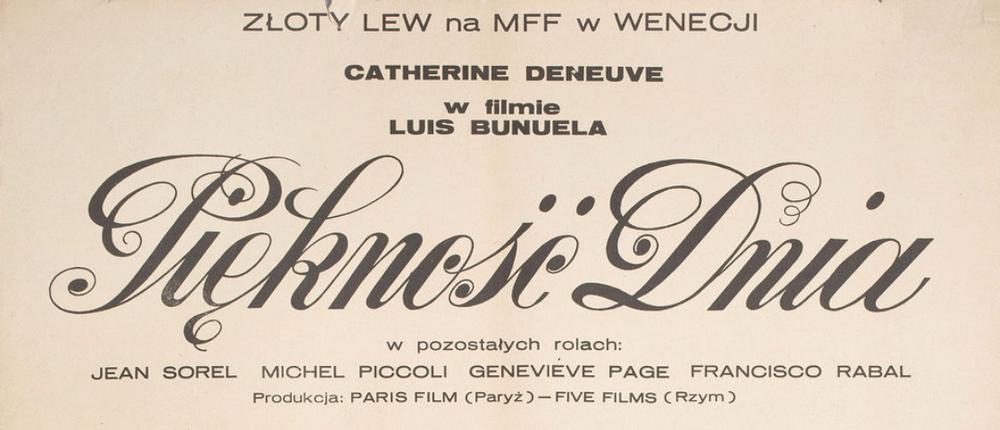 ZŁOTY LEW na MFF w WENECJI
CATHERINE DENEUVE
w filmie
LUIS BUNUELA
Piękność Dnia
w pozostałych rolach:
JEAN SOREL MICHEL PICCOLI GENEVIÉVE PAGE FRANCISCO RABAL
Produkcja: PARIS FILM (Paryż)—FIVE FILMS (Rzym)